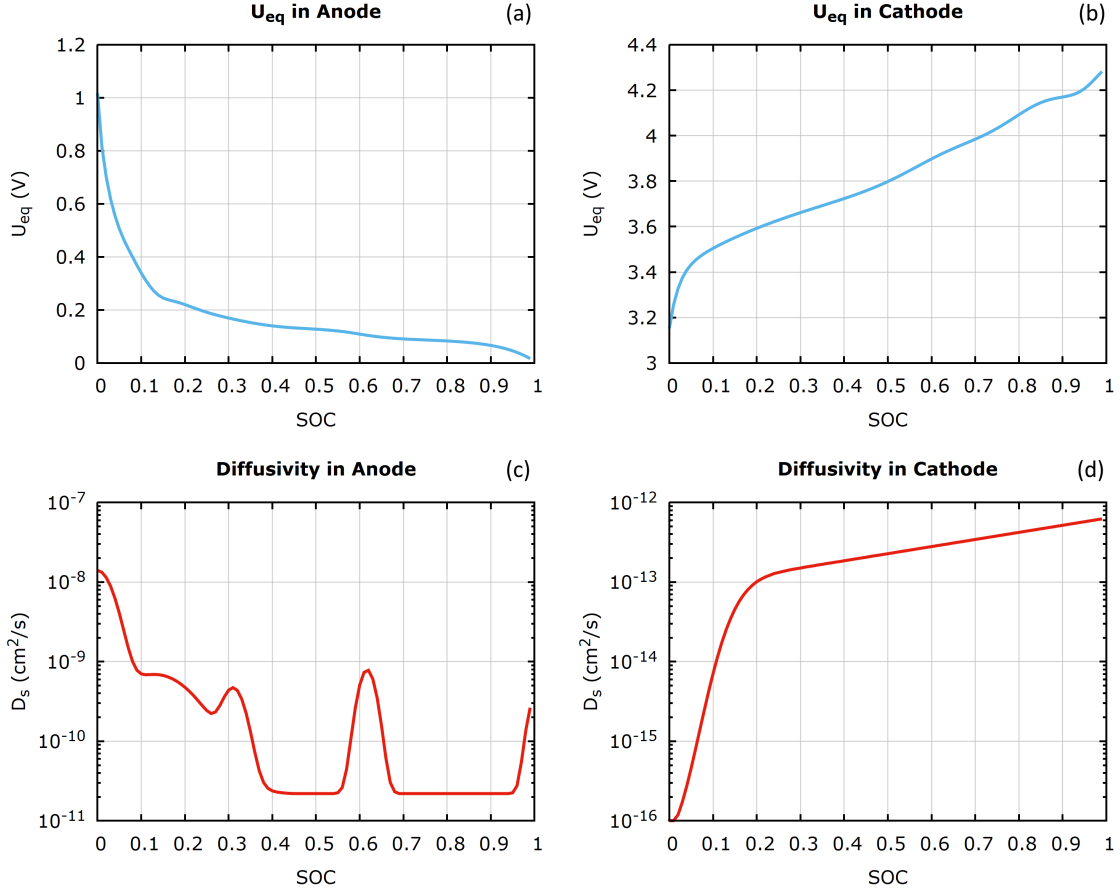 U_eq in Anode
(a)
U_eq (V)
1.2
1
0.8
0.6
0.4
0.2
0
0 0.1 0.2 0.3 0.4 0.5 0.6 0.7 0.8 0.9 1
SOC
U_eq in Cathode
(b)
U_eq (V)
4.4
4.2
4
3.8
3.6
3.4
3.2
3
0 0.1 0.2 0.3 0.4 0.5 0.6 0.7 0.8 0.9 1
SOC
Diffusivity in Anode
(c)
D_s (cm²/s)
10⁻⁷
10⁻⁸
10⁻⁹
10⁻¹⁰
10⁻¹¹
0 0.1 0.2 0.3 0.4 0.5 0.6 0.7 0.8 0.9 1
SOC
Diffusivity in Cathode
(d)
D_s (cm²/s)
10⁻¹²
10⁻¹³
10⁻¹⁴
10⁻¹⁵
10⁻¹⁶
0 0.1 0.2 0.3 0.4 0.5 0.6 0.7 0.8 0.9 1
SOC